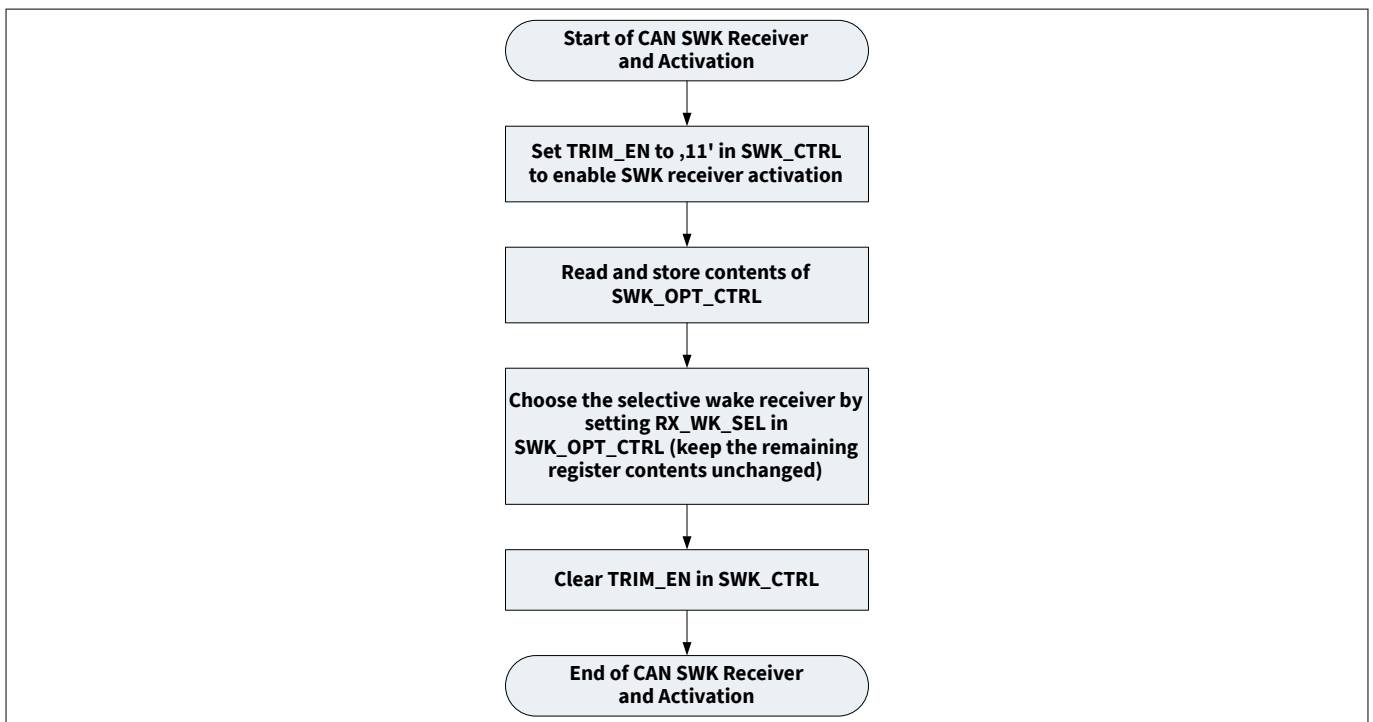 Start of CAN SWK Receiver
and Activation
Set TRIM_EN to ‚11' in SWK_CTRL
to enable SWK receiver activation
Read and store contents of
SWK_OPT_CTRL
Choose the selective wake receiver by
setting RX_WK_SEL in
SWK_OPT_CTRL (keep the remaining
register contents unchanged)
Clear TRIM_EN in SWK_CTRL
End of CAN SWK Receiver
and Activation